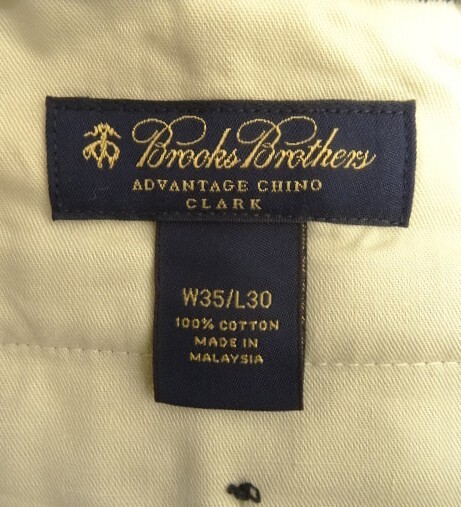 Brooks Brothers
ADVANTAGE CHINO
CLARK
W35/L30
100% COTTON
MADE IN
MALAYSIA